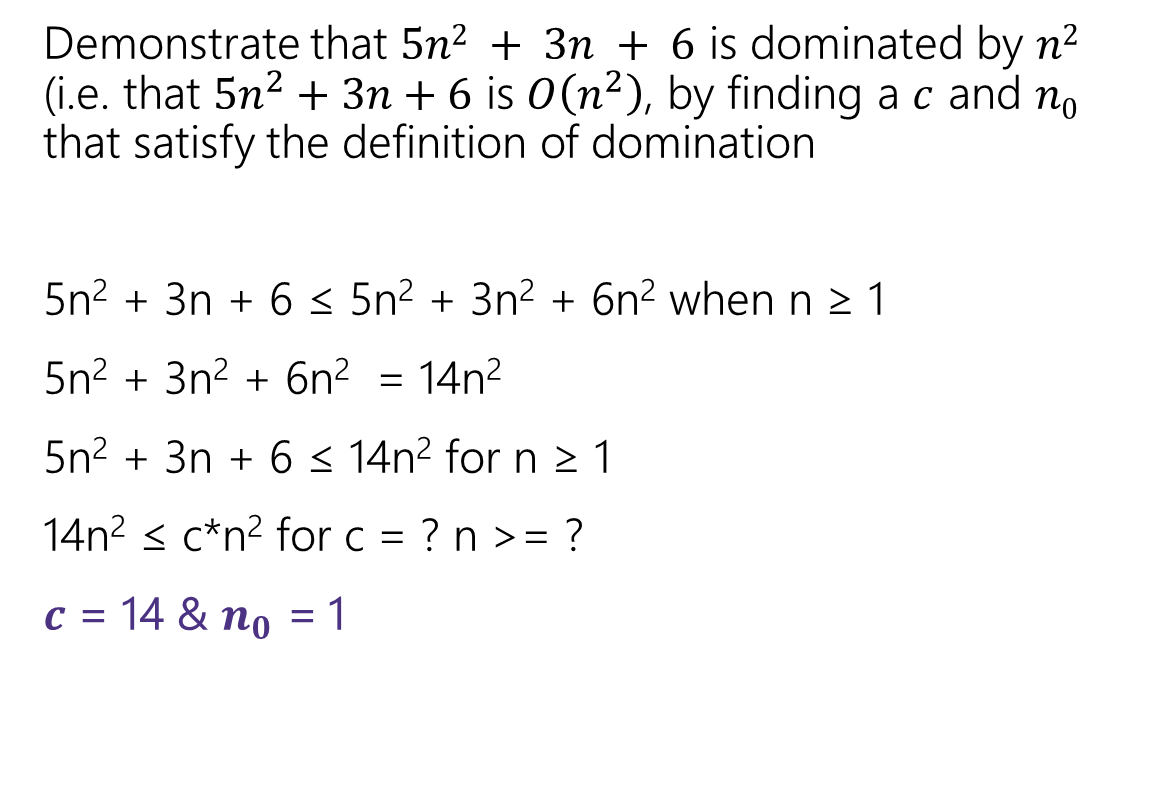 Demonstrate that 5n² + 3n + 6 is dominated by n²
(i.e. that 5n² + 3n + 6 is O(n²), by finding a c and n₀
that satisfy the definition of domination
5n² + 3n + 6 ≤ 5n² + 3n² + 6n² when n ≥ 1
5n² + 3n² + 6n² = 14n²
5n² + 3n + 6 ≤ 14n² for n ≥ 1
14n² ≤ c*n² for c = ? n >= ?
c = 14 & n₀ = 1